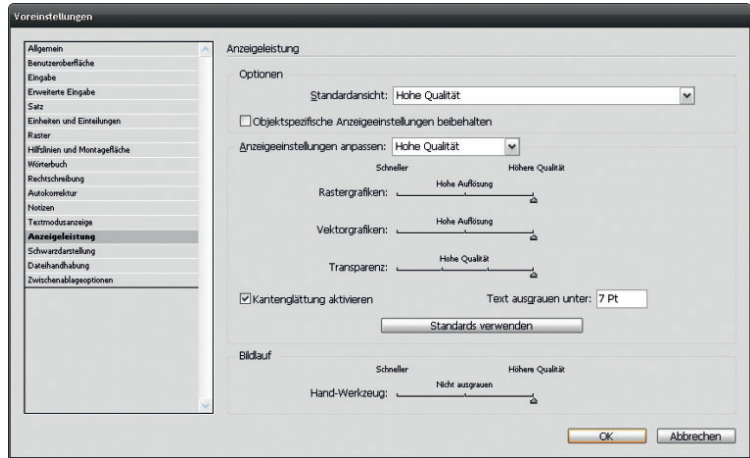 Voreinstellungen
Allgemein
Benutzeroberfläche
Eingabe
Erweiterte Eingabe
Satz
Einheiten und Einteilungen
Raster
Hilfslinien und Montagefläche
Wörterbuch
Rechtschreibung
Autokorrektur
Notizen
Textmodusanzeige
Anzeigeleistung
Schwarzdarstellung
Dateihandhabung
Zwischenablageoptionen
Anzeigeleistung
Optionen
Standardansicht: Hohe Qualität
Objektspezifische Anzeigeeinstellungen beibehalten
Anzeigeeinstellungen anpassen: Hohe Qualität
Schneller Höhere Qualität
Hohe Auflösung
Rastergrafiken:
Hohe Auflösung
Vektorgrafiken:
Hohe Qualität
Transparenz:
Kantenglättung aktivieren Text ausgrauen unter: 7 Pt
Standards verwenden
Bildlauf
Schneller Höhere Qualität
Nicht ausgrauen
Hand-Werkzeug:
OK Abbrechen